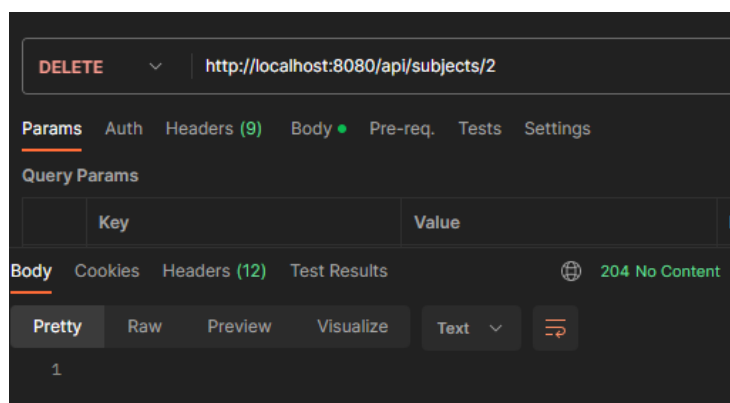 DELETE http://localhost:8080/api/subjects/2
Params Auth Headers (9) Body Pre-req. Tests Settings
Query Params
Key Value
Body Cookies Headers (12) Test Results 204 No Content
Pretty Raw Preview Visualize Text
1